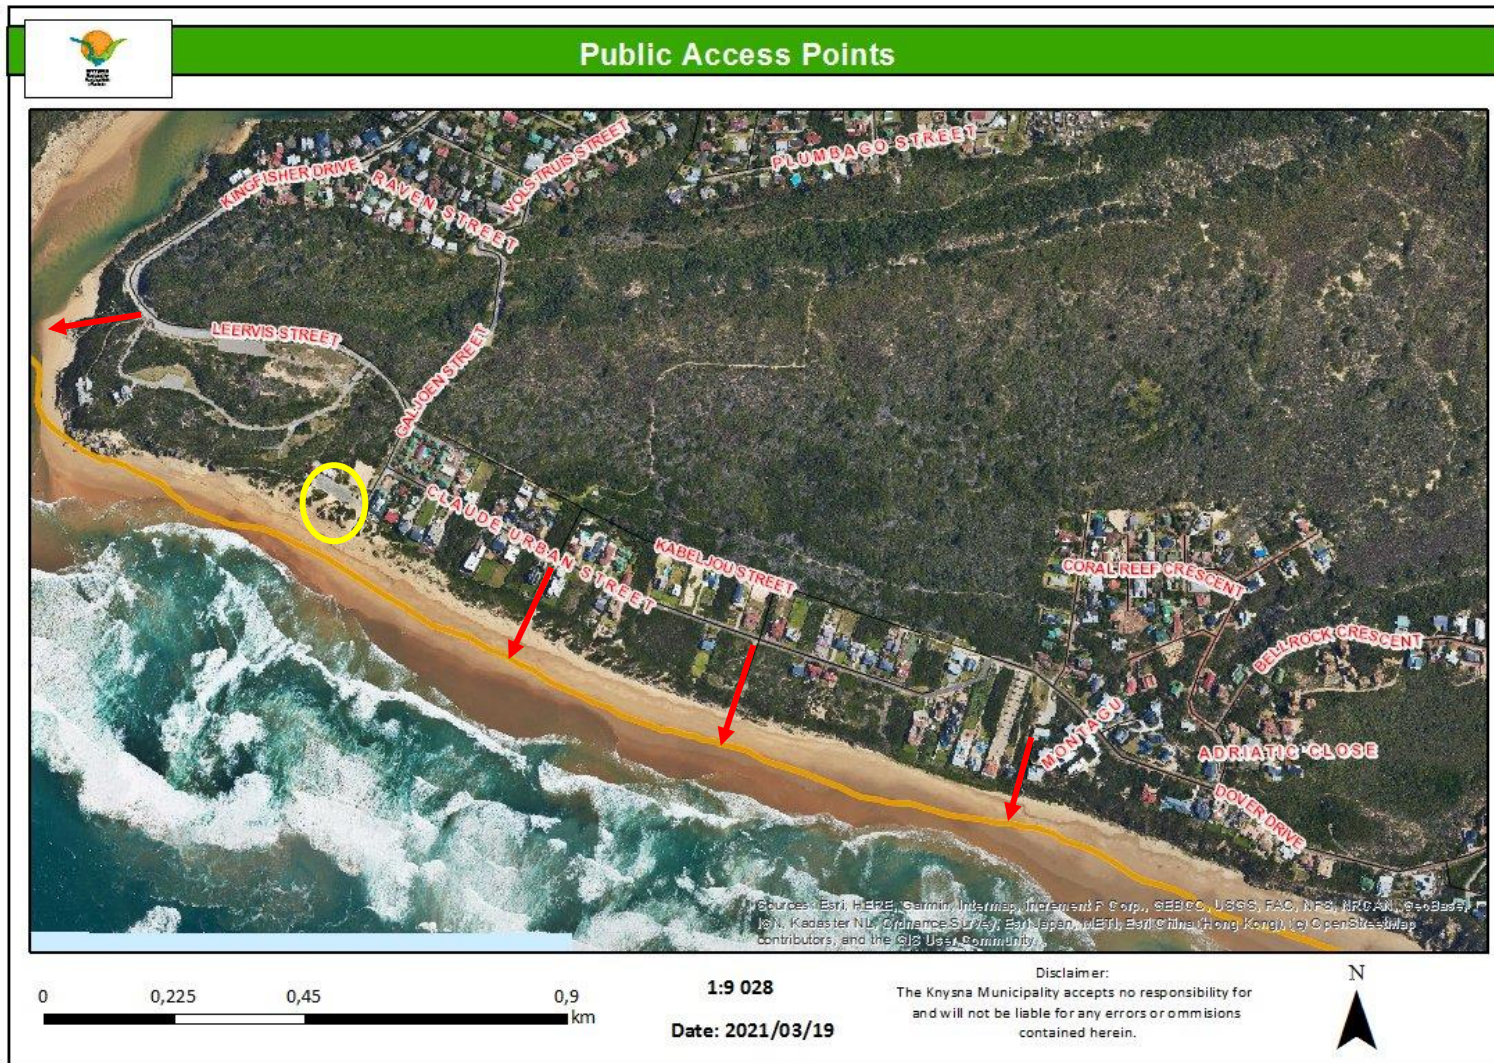 Public Access Points
PLUMBAGO STREET
VOLSTRUIS STREET
KINGFISHER DRIVE
RAVEN STREET
LEERVIS STREET
GALJOEN STREET
CLAUDE URBAN STREET
KABELJOU STREET
CORAL REEF CRESCENT
BELLROCK CRESCENT
MONTAGU
ADRIATIC CLOSE
DOVER DRIVE
Sources: Esri, HERE, Garmin, Intermap, increment P Corp., GEBCO, USGS, FAO, NPS, NRCAN, GeoBase,
IGN, Kadaster NL, Ordnance Survey, Esri Japan, METI, Esri China (Hong Kong), (c) OpenStreetMap
contributors, and the GIS User Community
0 0,225 0,45 0,9
km
1:9 028
Date: 2021/03/19
Disclaimer:
The Knysna Municipality accepts no responsibility for
and will not be liable for any errors or ommisions
contained herein.
N